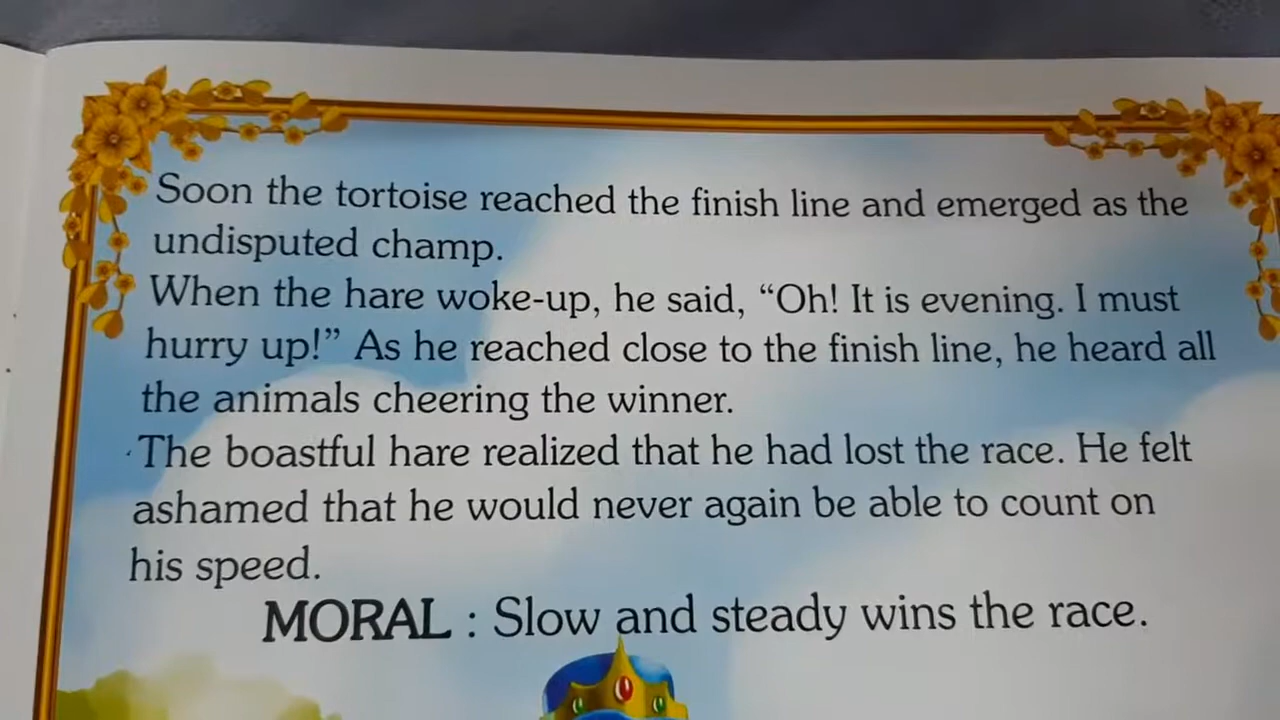 Soon the tortoise reached the finish line and emerged as the
undisputed champ.
When the hare woke-up, he said, “Oh! It is evening. I must
hurry up!” As he reached close to the finish line, he heard all
the animals cheering the winner.
The boastful hare realized that he had lost the race. He felt
ashamed that he would never again be able to count on
his speed.
MORAL : Slow and steady wins the race.